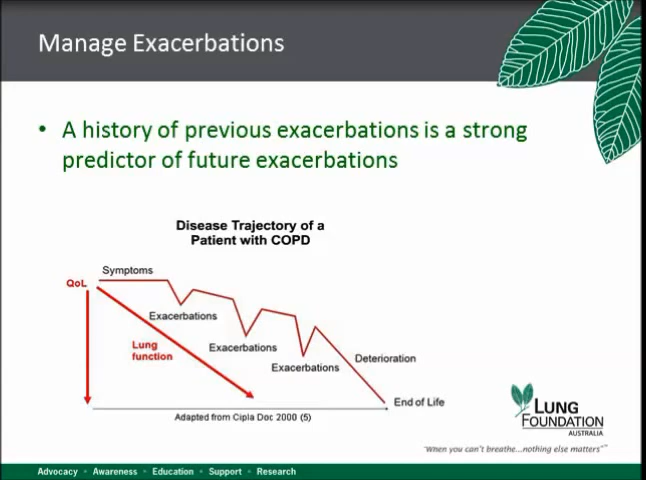 Manage Exacerbations
• A history of previous exacerbations is a strong
predictor of future exacerbations
Disease Trajectory of a
Patient with COPD
Symptoms
QoL
Exacerbations
Lung
function
Exacerbations
Exacerbations
Deterioration
End of Life
Adapted from Cipla Doc 2000 (5)
LUNG
FOUNDATION
AUSTRALIA
"When you can't breathe...nothing else matters"™
Advocacy • Awareness • Education • Support • Research